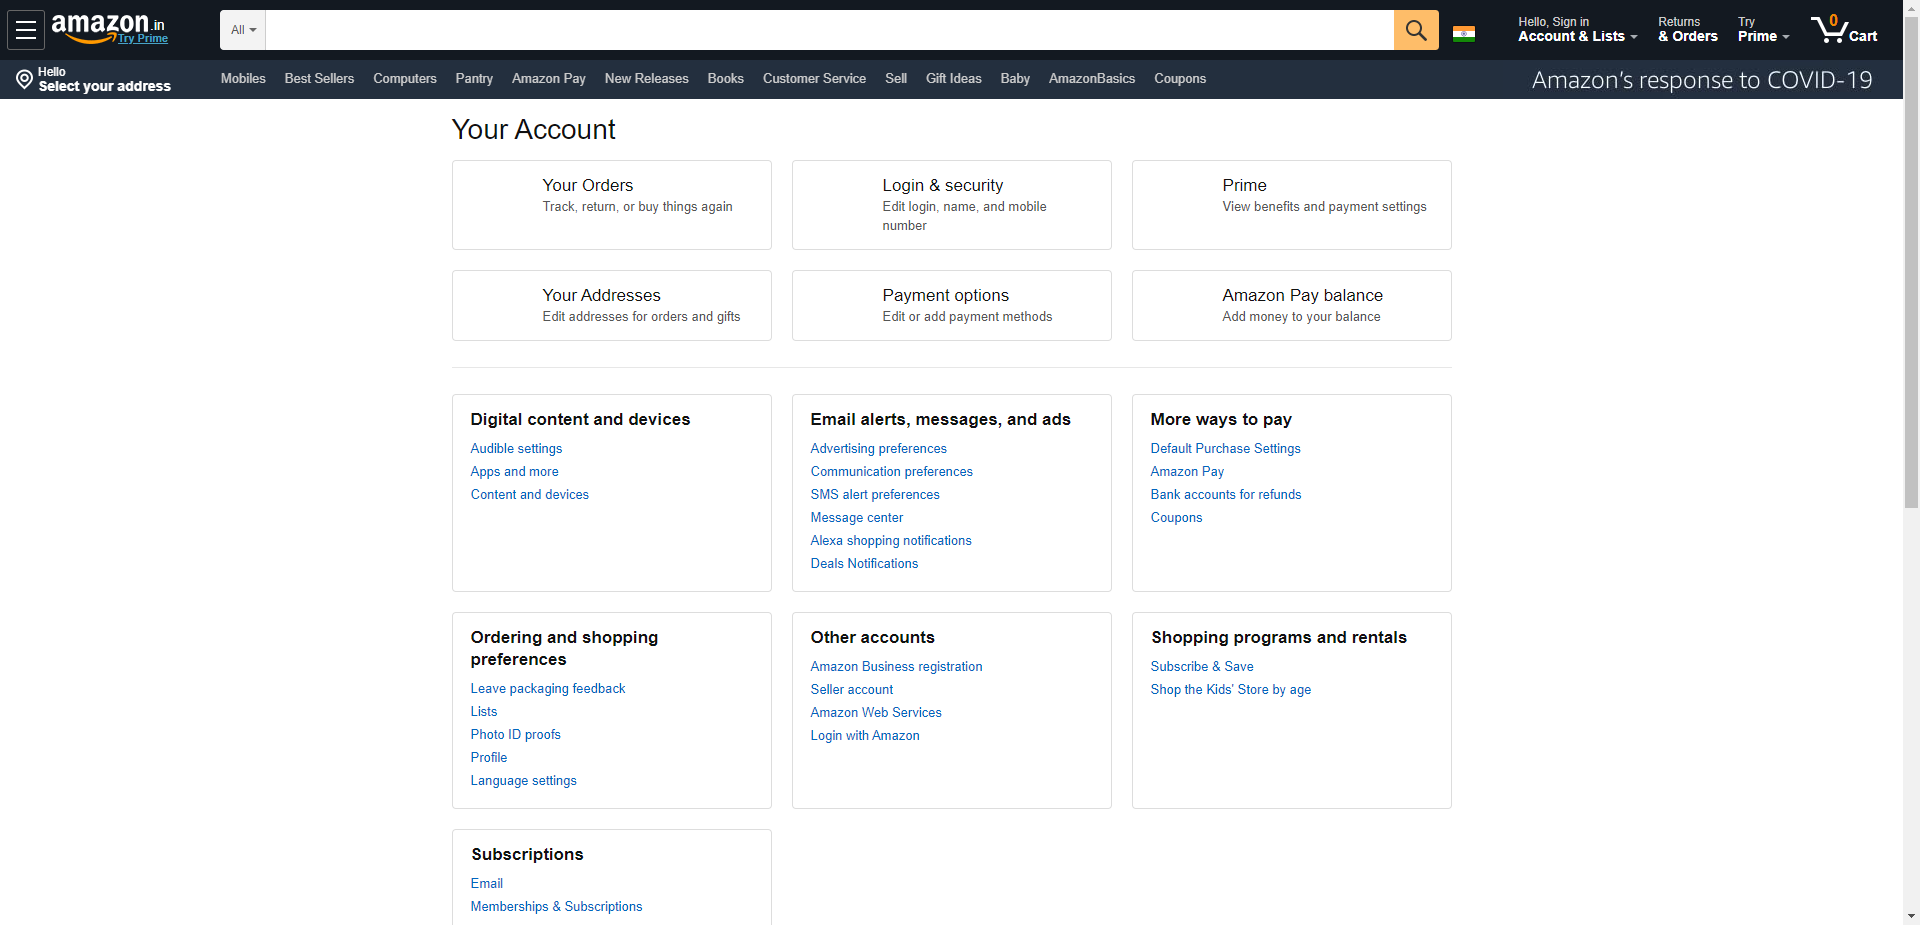 amazon.in
Try Prime
All
Hello, Sign in
Account & Lists
Returns
& Orders
Try
Prime
0
Cart
Hello
Select your address
Mobiles
Best Sellers
Computers
Pantry
Amazon Pay
New Releases
Books
Customer Service
Sell
Gift Ideas
Baby
AmazonBasics
Coupons
Amazon's response to COVID-19
Your Account
Your Orders
Track, return, or buy things again
Login & security
Edit login, name, and mobile
number
Prime
View benefits and payment settings
Your Addresses
Edit addresses for orders and gifts
Payment options
Edit or add payment methods
Amazon Pay balance
Add money to your balance
Digital content and devices
Audible settings
Apps and more
Content and devices
Email alerts, messages, and ads
Advertising preferences
Communication preferences
SMS alert preferences
Message center
Alexa shopping notifications
Deals Notifications
More ways to pay
Default Purchase Settings
Amazon Pay
Bank accounts for refunds
Coupons
Ordering and shopping
preferences
Leave packaging feedback
Lists
Photo ID proofs
Profile
Language settings
Other accounts
Amazon Business registration
Seller account
Amazon Web Services
Login with Amazon
Shopping programs and rentals
Subscribe & Save
Shop the Kids' Store by age
Subscriptions
Email
Memberships & Subscriptions